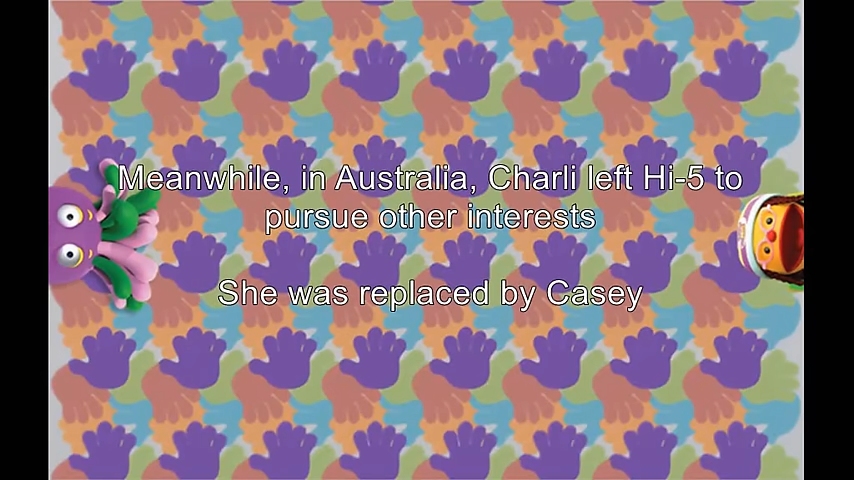 Meanwhile, in Australia, Charli left Hi-5 to
pursue other interests
She was replaced by Casey